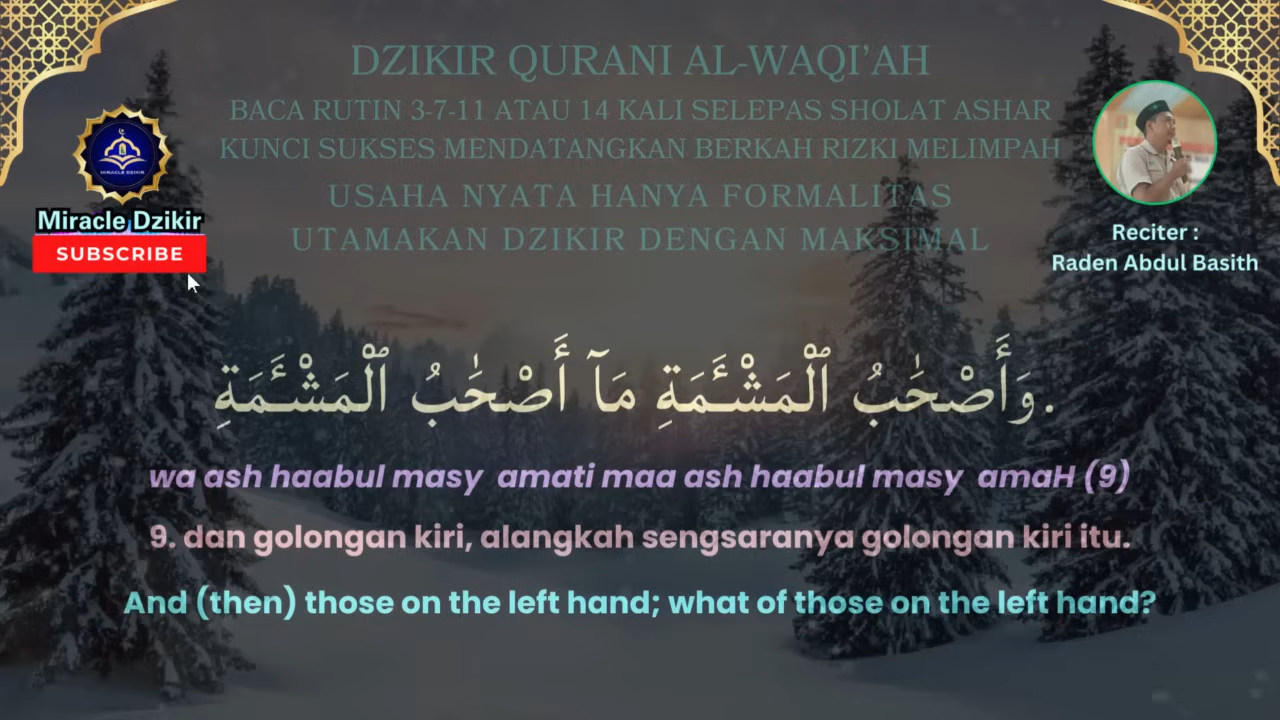 DZIKIR QURANI AL-WAQI'AH
BACA RUTIN 3-7-11 ATAU 14 KALI SELEPAS SHOLAT ASHAR
KUNCI SUKSES MENDATANGKAN BERKAH RIZKI MELIMPAH
USAHA NYATA HANYA FORMALITAS
UTAMAKAN DZIKIR DENGAN MAKSIMAL
MIRACLE DZIKIR
Miracle Dzikir
SUBSCRIBE
Reciter :
Raden Abdul Basith
وَأَصْحَٰبُ ٱلْمَشْـَٔمَةِ مَآ أَصْحَٰبُ ٱلْمَشْـَٔمَةِ.
wa ash haabul masy amati maa ash haabul masy amaH (9)
9. dan golongan kiri, alangkah sengsaranya golongan kiri itu.
And (then) those on the left hand; what of those on the left hand?